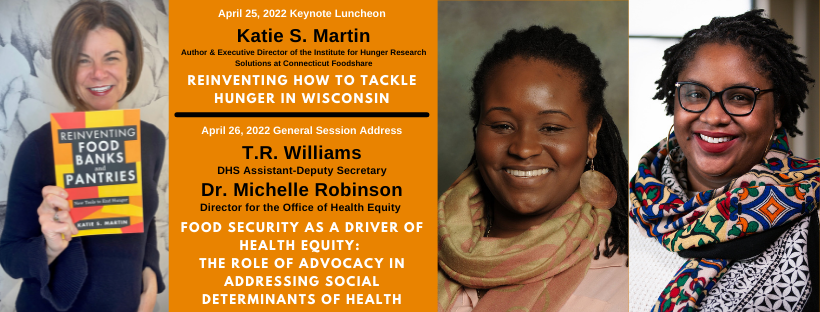 REINVENTING
FOOD
BANKS
and
PANTRIES
New Tools to End Hunger
KATIE S. MARTIN
April 25, 2022 Keynote Luncheon
Katie S. Martin
Author & Executive Director of the Institute for Hunger Research
Solutions at Connecticut Foodshare
REINVENTING HOW TO TACKLE
HUNGER IN WISCONSIN
April 26, 2022 General Session Address
T.R. Williams
DHS Assistant-Deputy Secretary
Dr. Michelle Robinson
Director for the Office of Health Equity
FOOD SECURITY AS A DRIVER OF
HEALTH EQUITY:
THE ROLE OF ADVOCACY IN
ADDRESSING SOCIAL
DETERMINANTS OF HEALTH